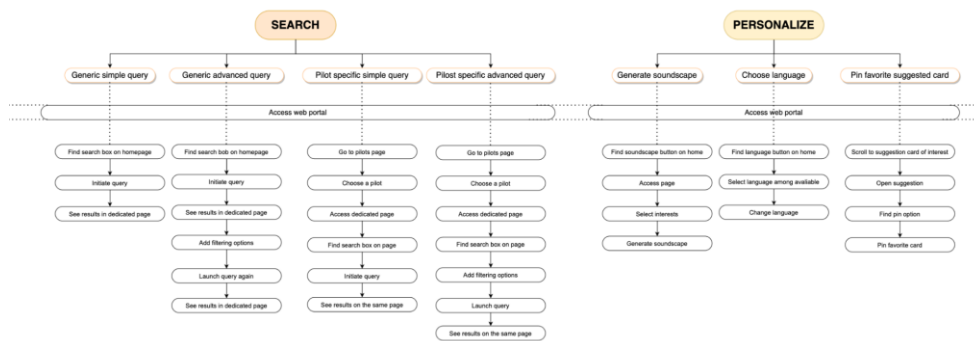 SEARCH
Generic simple query
Generic advanced query
Pilot specific simple query
Pilost specific advanced query
Access web portal
Find search box on homepage
Initiate query
See results in dedicated page
Find search bob on homepage
Initiate query
See results in dedicated page
Add filtering options
Launch query again
See results in dedicated page
Go to pilots page
Choose a pilot
Access dedicated page
Find search box on page
Initiate query
See results on the same page
Go to pilots page
Choose a pilot
Access dedicated page
Find search box on page
Add filtering options
Launch query
See results on the same page
PERSONALIZE
Generate soundscape
Choose language
Pin favorite suggested card
Access web portal
Find soundscape button on home
Access page
Select interests
Generate soundscape
Find language button on home
Select language among available
Change language
Scroll to suggestion card of interest
Open suggestion
Find pin option
Pin favorite card